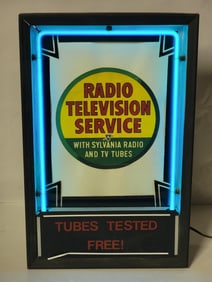 RADIO
TELEVISION
SERVICE
WITH SYLVANIA RADIO
AND TV TUBES
TUBES TESTED
FREE!